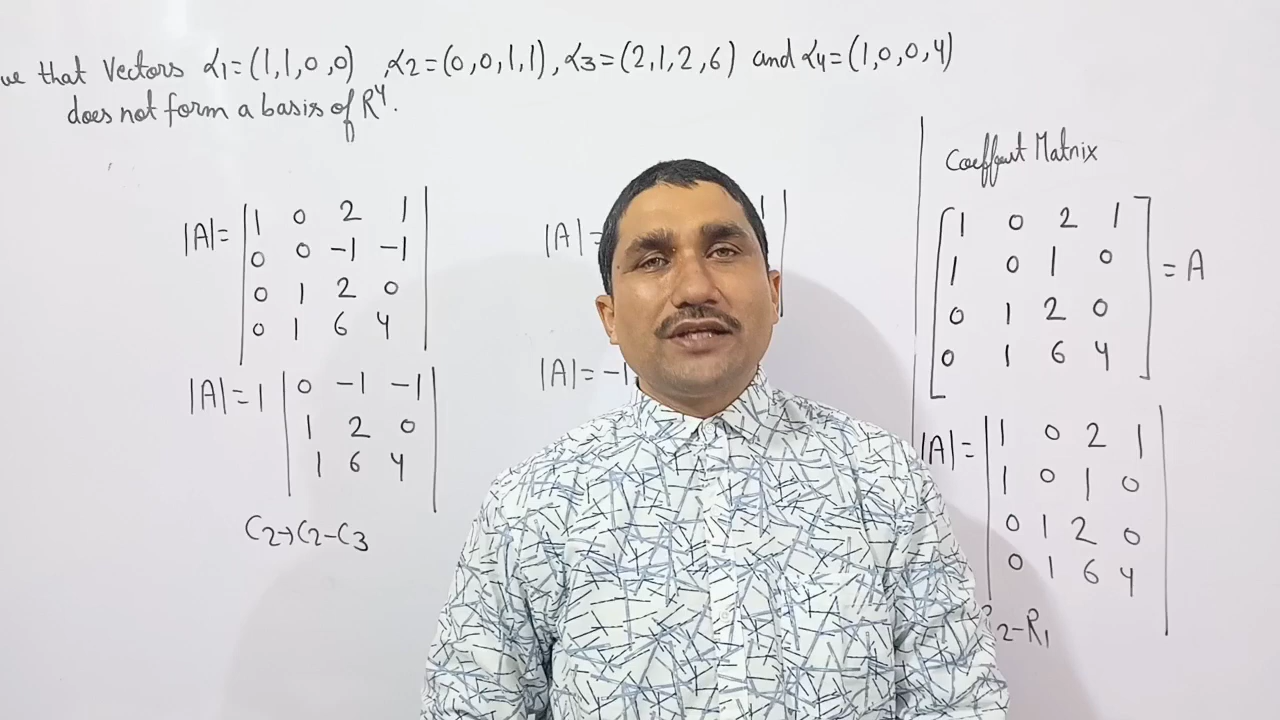 that Vectors α1=(1,1,0,0) ,α2=(0,0,1,1), α3=(2,1,2,6) and α4=(1,0,0,4)
does not form a basis of R⁴.
|A|= | 1 0 2 1 |
| 0 0 -1 -1 |
| 0 1 2 0 |
| 0 1 6 4 |
|A|=1 | 0 -1 -1 |
| 1 2 0 |
| 1 6 4 |
C2→C2-C3
|A|=
|A|= -1
Coeffeint Matrix
[ 1 0 2 1 ]
[ 1 0 1 0 ] = A
[ 0 1 2 0 ]
[ 0 1 6 4 ]
|A|= | 1 0 2 1 |
| 1 0 1 0 |
| 0 1 2 0 |
| 0 1 6 4 |
2-R1